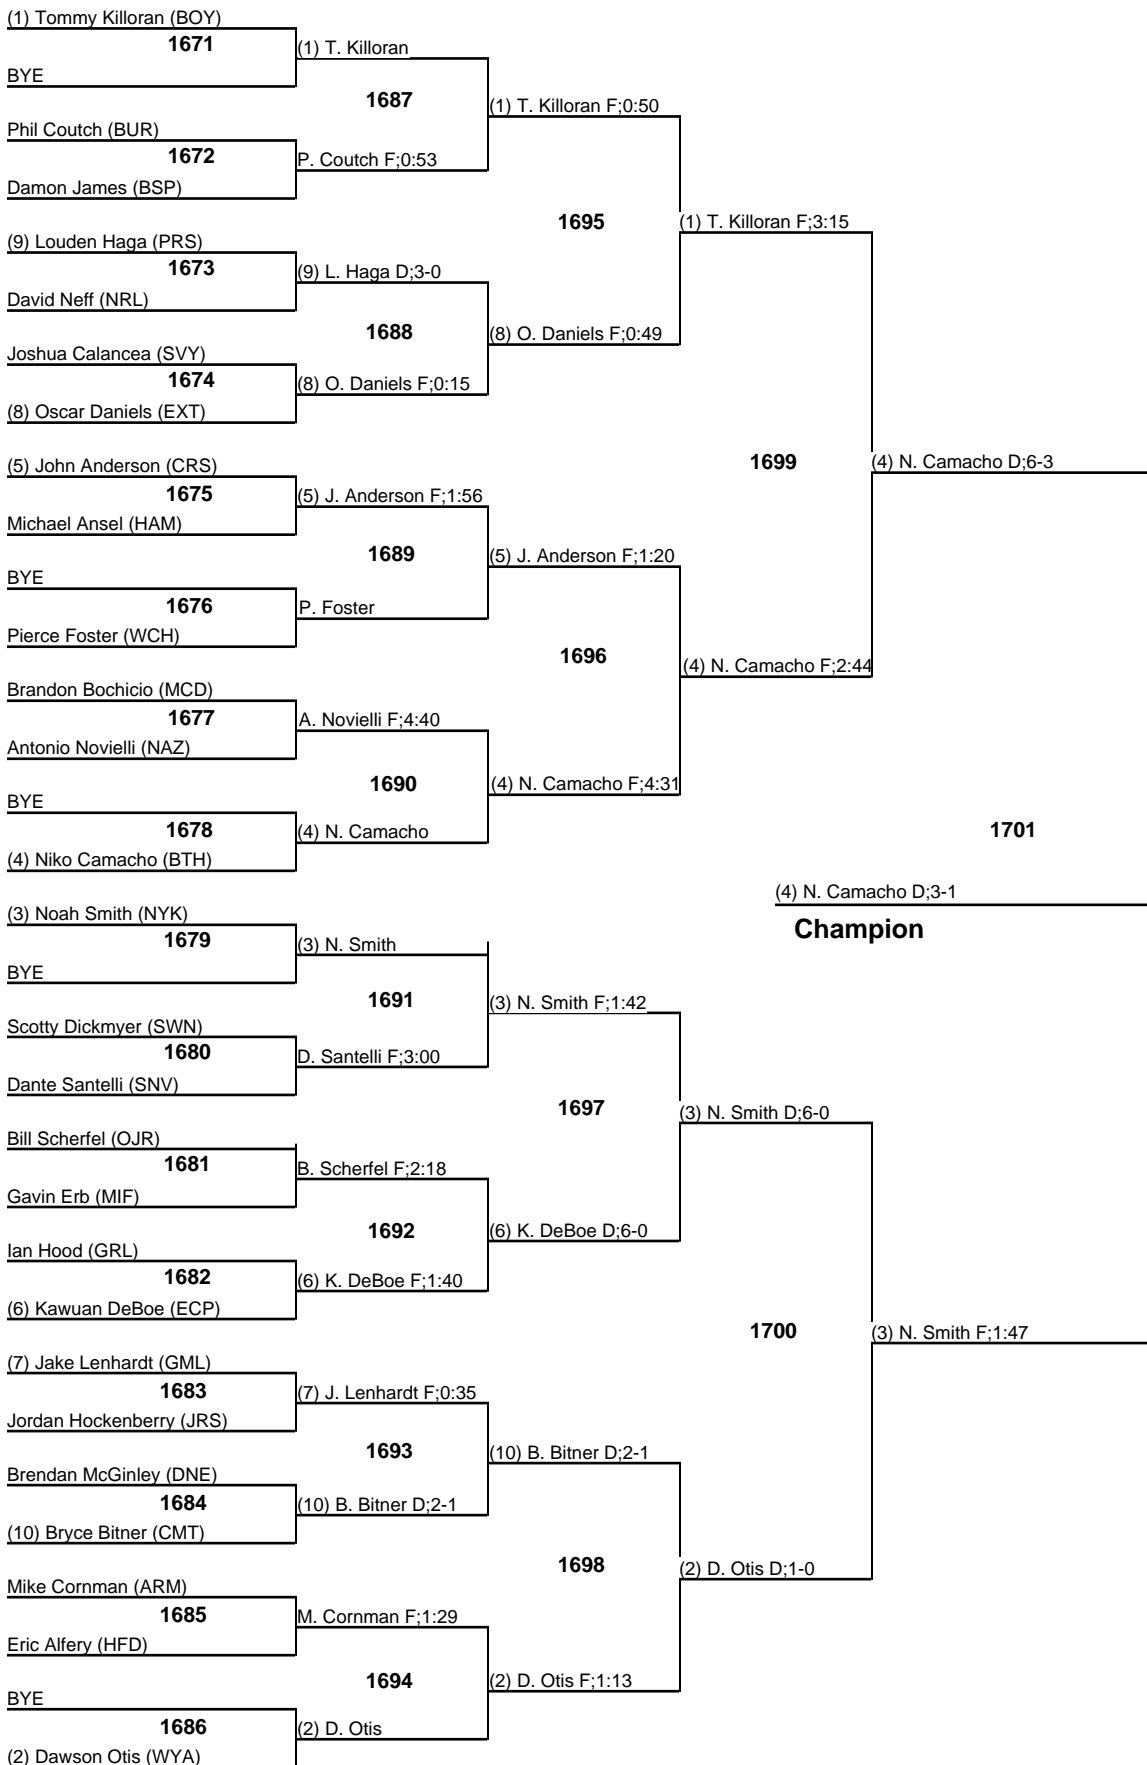 (1) Tommy Killoran (BOY)
1671
(1) T. Killoran
BYE
1687
(1) T. Killoran F;0:50
Phil Coutch (BUR)
1672
P. Coutch F;0:53
Damon James (BSP)
1695
(1) T. Killoran F;3:15
(9) Louden Haga (PRS)
1673
(9) L. Haga D;3-0
David Neff (NRL)
1688
(8) O. Daniels F;0:49
Joshua Calancea (SVY)
1674
(8) O. Daniels F;0:15
(8) Oscar Daniels (EXT)
1699
(4) N. Camacho D;6-3
(5) John Anderson (CRS)
1675
(5) J. Anderson F;1:56
Michael Ansel (HAM)
1689
(5) J. Anderson F;1:20
BYE
1676
P. Foster
Pierce Foster (WCH)
1696
(4) N. Camacho F;2:44
Brandon Bochicio (MCD)
1677
A. Novielli F;4:40
Antonio Novielli (NAZ)
1690
(4) N. Camacho F;4:31
BYE
1678
(4) N. Camacho
(4) Niko Camacho (BTH)
1701
(4) N. Camacho D;3-1
Champion
(3) Noah Smith (NYK)
1679
(3) N. Smith
BYE
1691
(3) N. Smith F;1:42
Scotty Dickmyer (SWN)
1680
D. Santelli F;3:00
Dante Santelli (SNV)
1697
(3) N. Smith D;6-0
Bill Scherfel (OJR)
1681
B. Scherfel F;2:18
Gavin Erb (MIF)
1692
(6) K. DeBoe D;6-0
Ian Hood (GRL)
1682
(6) K. DeBoe F;1:40
(6) Kawuan DeBoe (ECP)
1700
(3) N. Smith F;1:47
(7) Jake Lenhardt (GML)
1683
(7) J. Lenhardt F;0:35
Jordan Hockenberry (JRS)
1693
(10) B. Bitner D;2-1
Brendan McGinley (DNE)
1684
(10) B. Bitner D;2-1
(10) Bryce Bitner (CMT)
1698
(2) D. Otis D;1-0
Mike Cornman (ARM)
1685
M. Cornman F;1:29
Eric Alfery (HFD)
1694
(2) D. Otis F;1:13
BYE
1686
(2) D. Otis
(2) Dawson Otis (WYA)